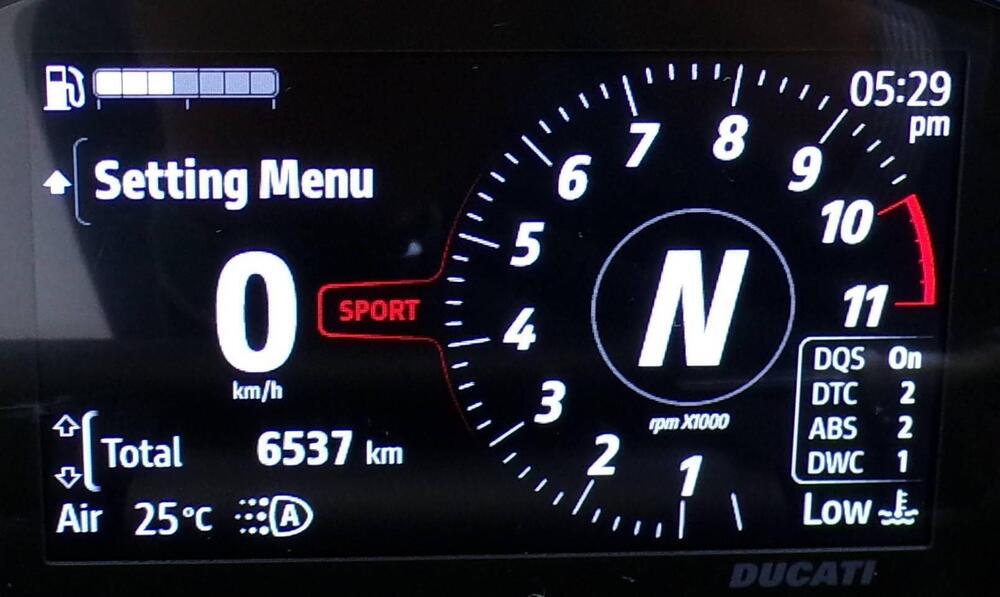 05:29
pm
Setting Menu
7
8
6
9
5
10
0
SPORT
N
11
km/h
4
DQS On
DTC 2
ABS 2
DWC 1
3
rpm X1000
2
1
Total 6537 km
Air 25°C A
Low
DUCATI